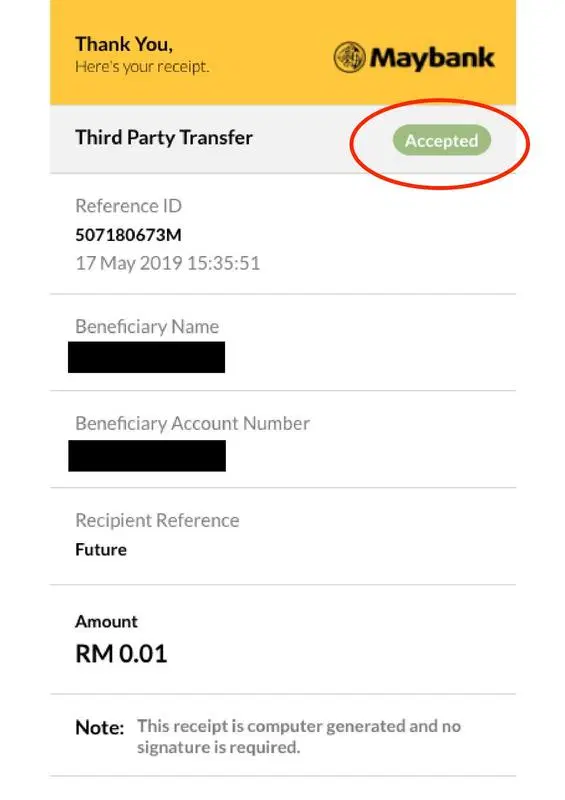 Thank You,
Here's your receipt.
Maybank
Third Party Transfer
Accepted
Reference ID
507180673M
17 May 2019 15:35:51
Beneficiary Name
Beneficiary Account Number
Recipient Reference
Future
Amount
RM 0.01
Note: This receipt is computer generated and no
signature is required.